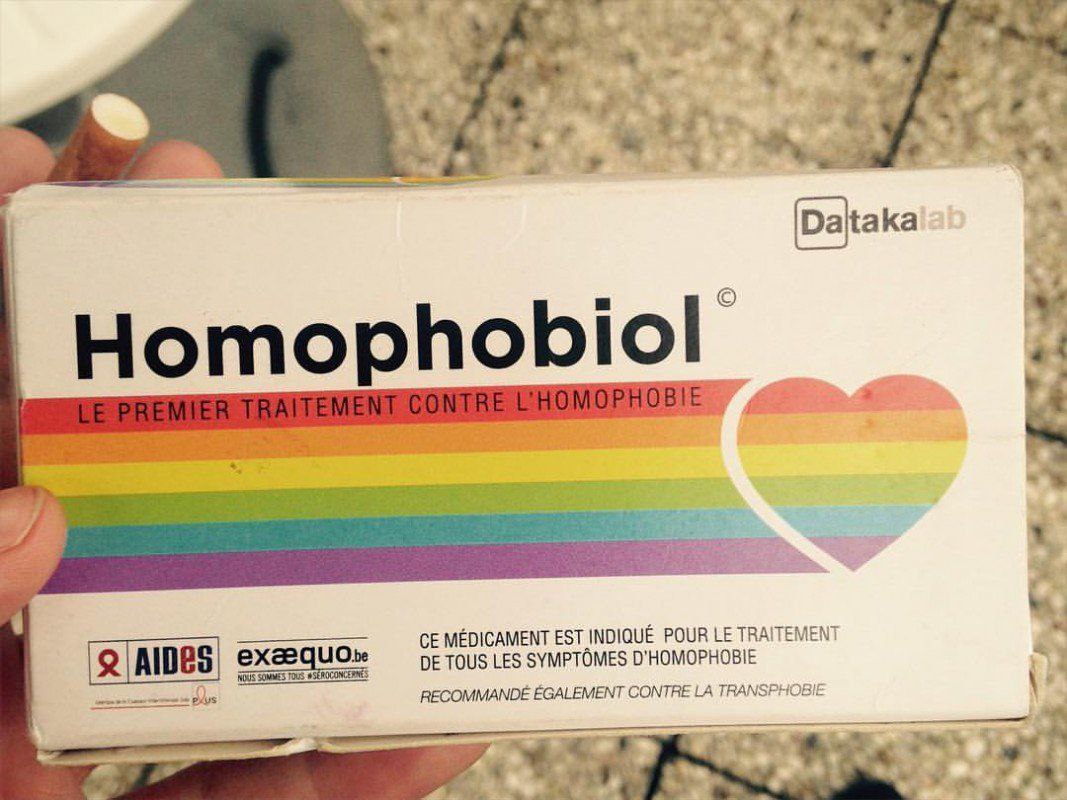 Datakalab
Homophobiol ©
LE PREMIER TRAITEMENT CONTRE L'HOMOPHOBIE
AIDES
PLUS
exæquo.be
NOUS SOMMES TOUS #SÉROCONCERNÉS
CE MÉDICAMENT EST INDIQUÉ POUR LE TRAITEMENT
DE TOUS LES SYMPTÔMES D'HOMOPHOBIE
RECOMMANDÉ ÉGALEMENT CONTRE LA TRANSPHOBIE